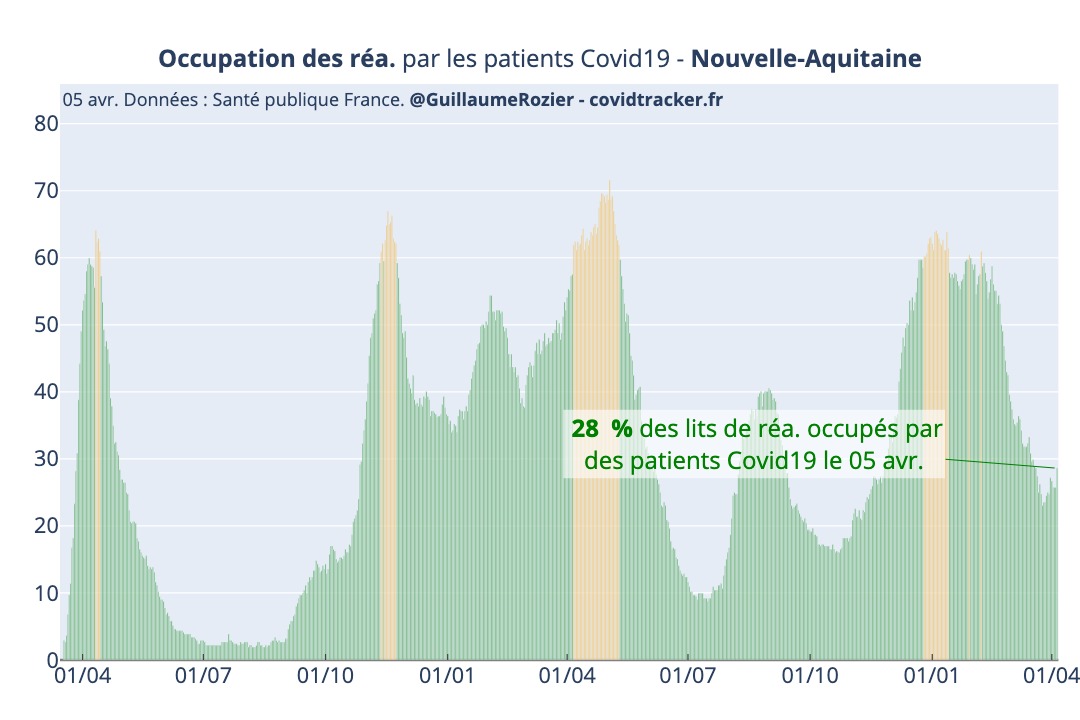 Occupation des réa. par les patients Covid19 - Nouvelle-Aquitaine
05 avr. Données : Santé publique France. @GuillaumeRozier - covidtracker.fr
80
70
60
50
40
30
20
10
0
28 % des lits de réa. occupés par
des patients Covid19 le 05 avr.
01/04 01/07 01/10 01/01 01/04 01/07 01/10 01/01 01/04